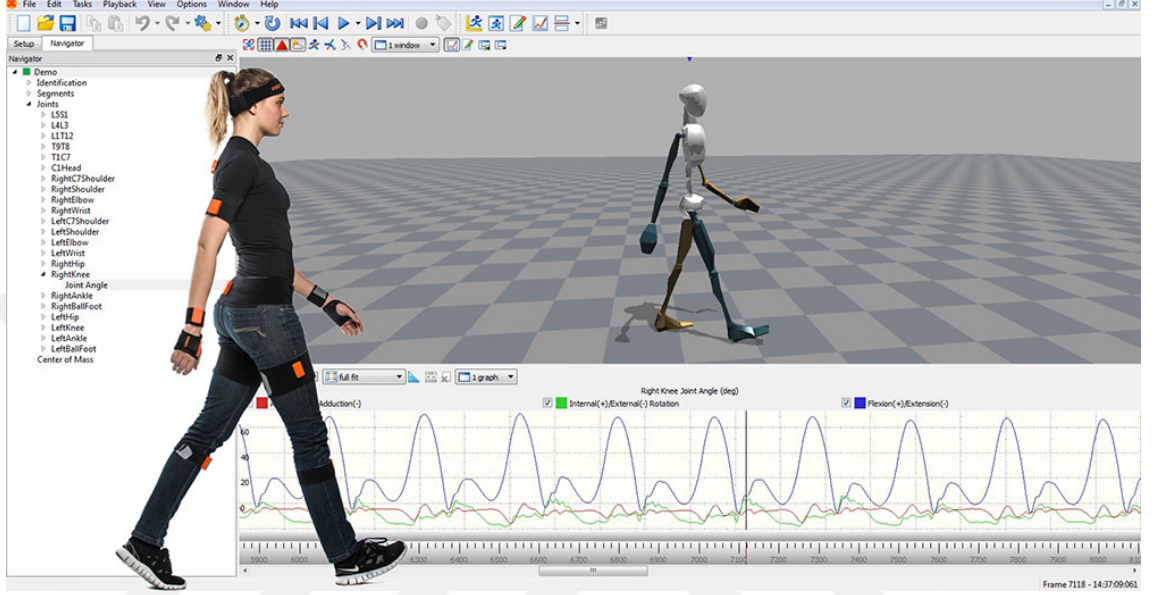 File Edit Tasks Playback View Options Window Help
Setup Navigator
1 window
Navigator
Demo
Identification
Segments
Joints
L5S1
L4L3
L1T12
T9T8
T1C7
C1Head
RightC7Shoulder
RightShoulder
RightElbow
RightWrist
LeftC7Shoulder
LeftShoulder
LeftElbow
LeftWrist
RightHip
RightKnee
Joint Angle
RightAnkle
RightBallFoot
LeftHip
LeftKnee
LeftAnkle
LeftBallFoot
Center of Mass
full fit 1 graph
Right Knee Joint Angle (deg)
Adduction(-) Internal(+)/External(-) Rotation Flexion(+)/Extension(-)
60
40
20
0
5900 6000 6300 6400 6500 6600 6700 6800 6900 7000 7100 7200 7300 7400 7500 7600 7700 7800 7900 8000
Frame 7118 - 14:37:09:061